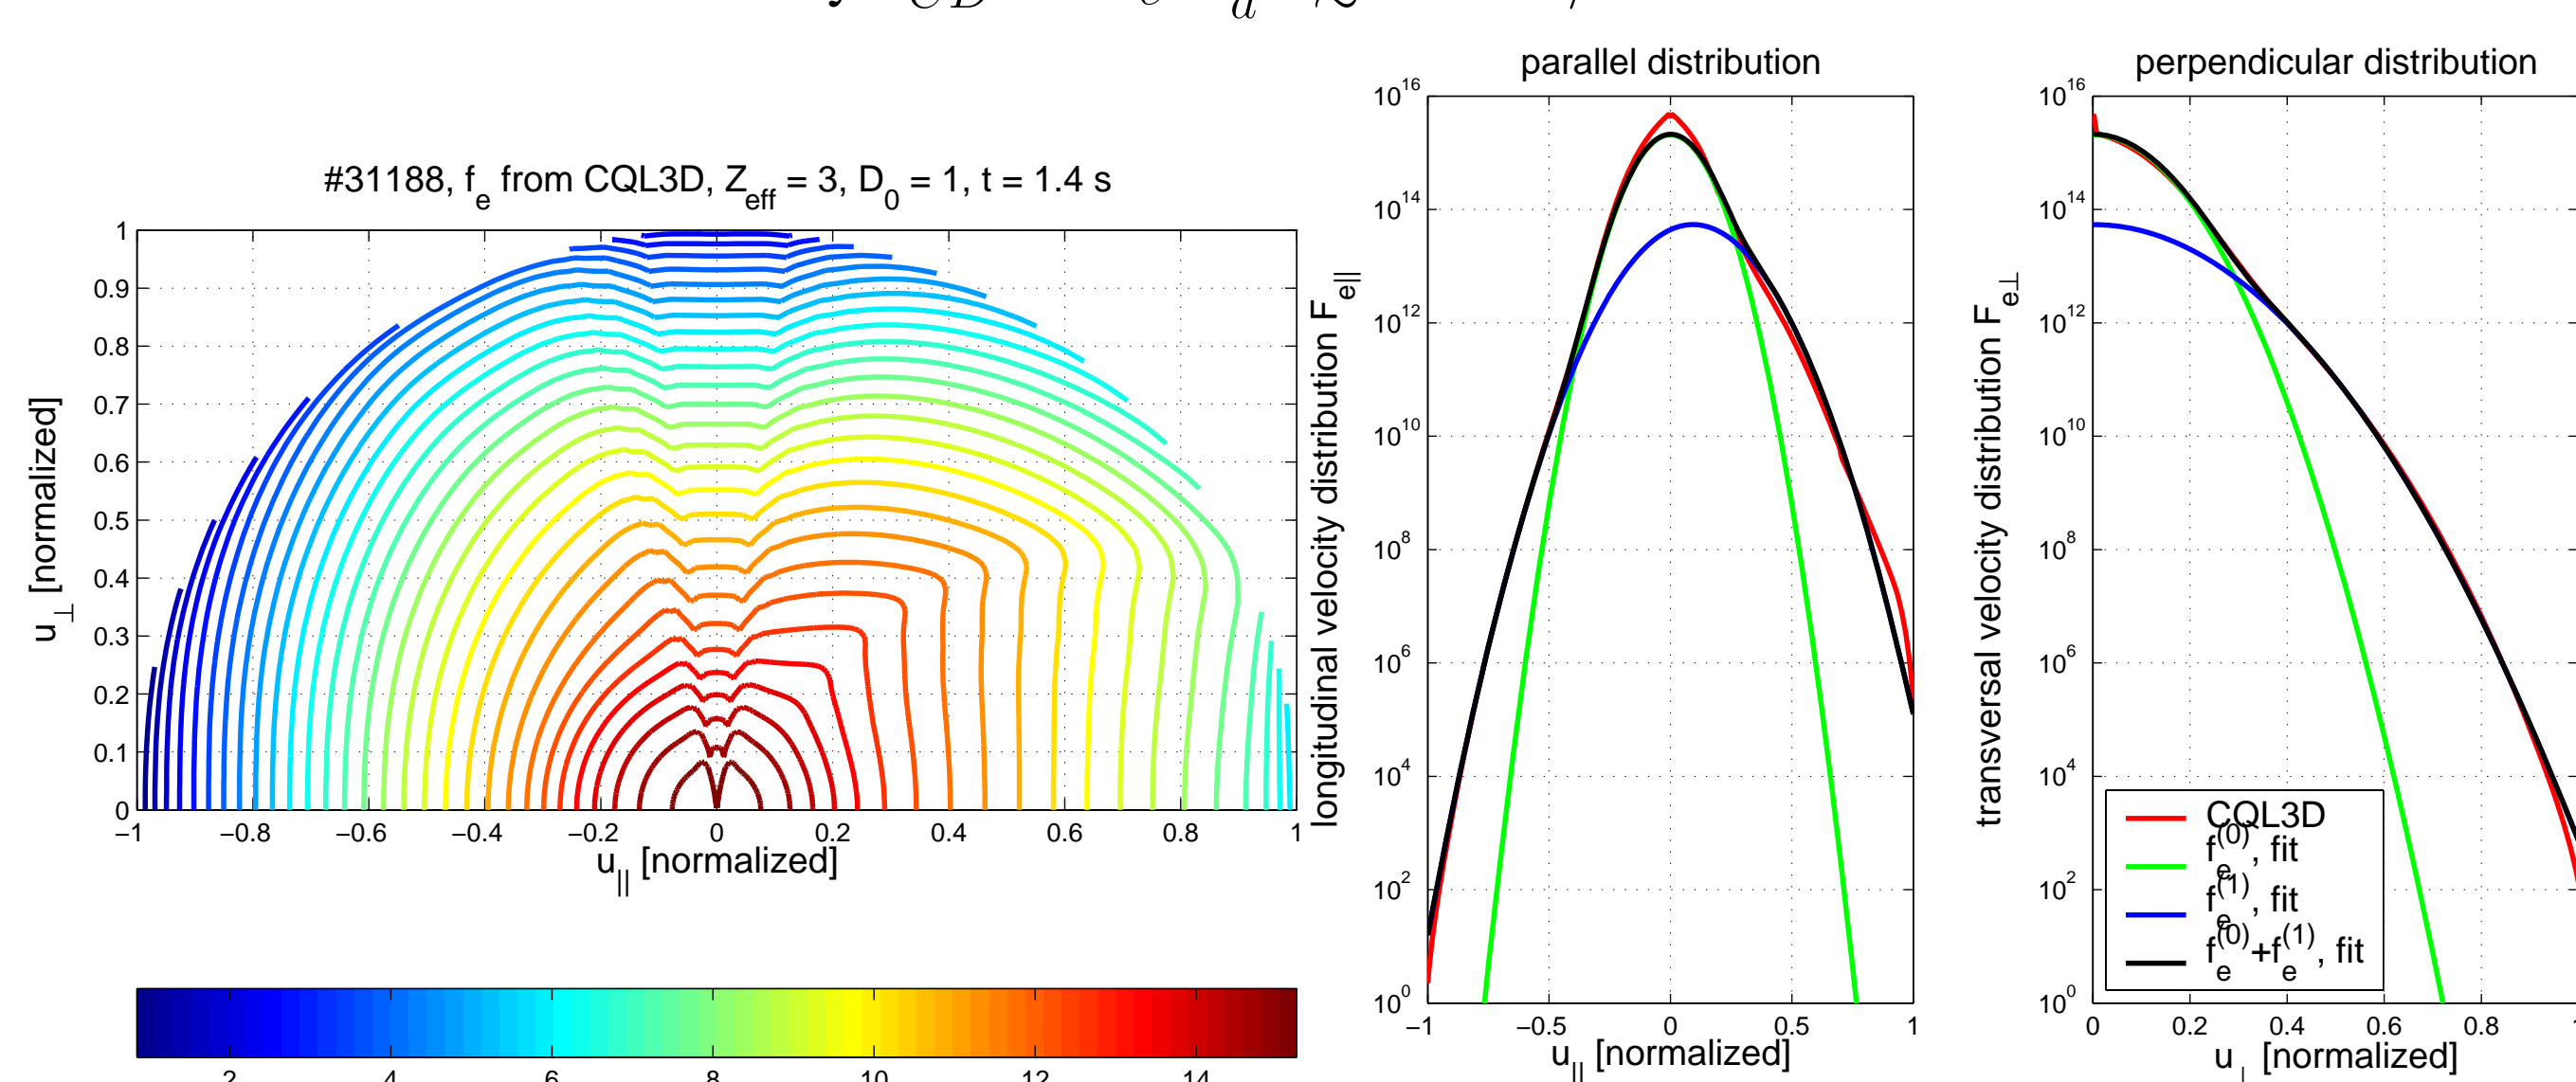 #31188, f_e from CQL3D, Z_eff = 3, D_0 = 1, t = 1.4 s
u_⊥ [normalized]
1
0.9
0.8
0.7
0.6
0.5
0.4
0.3
0.2
0.1
0
−1 −0.8 −0.6 −0.4 −0.2 0 0.2 0.4 0.6 0.8 1
u_|| [normalized]
2 4 6 8 10 12 14
parallel distribution
longitudinal velocity distribution F_e||
10^16
10^14
10^12
10^10
10^8
10^6
10^4
10^2
10^0
−1 −0.5 0 0.5 1
u_|| [normalized]
perpendicular distribution
transversal velocity distribution F_e⊥
10^16
10^14
10^12
10^10
10^8
10^6
10^4
10^2
10^0
0 0.2 0.4 0.6 0.8
u_⊥ [normalized]
CQL3D
f_e^(0), fit
f_e^(1), fit
f_e^(0)+f_e^(1), fit